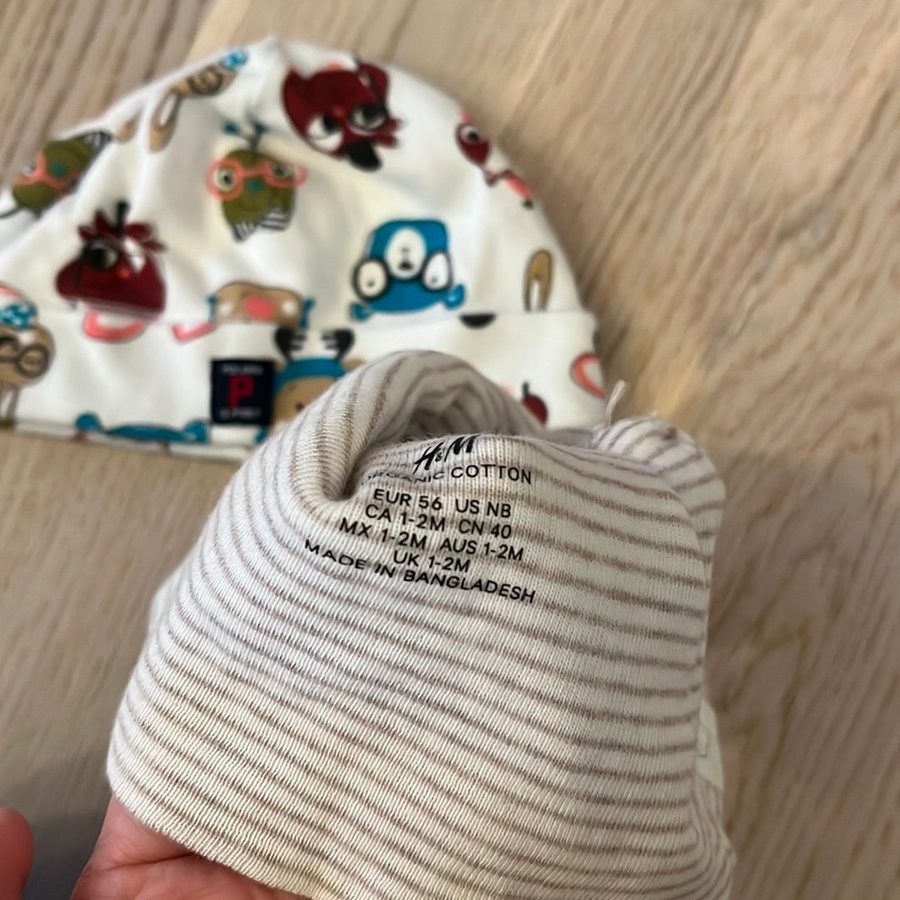 P
H&M
ORGANIC COTTON
EUR 56 US NB
CA 1-2M CN 40
MX 1-2M AUS 1-2M
UK 1-2M
MADE IN BANGLADESH